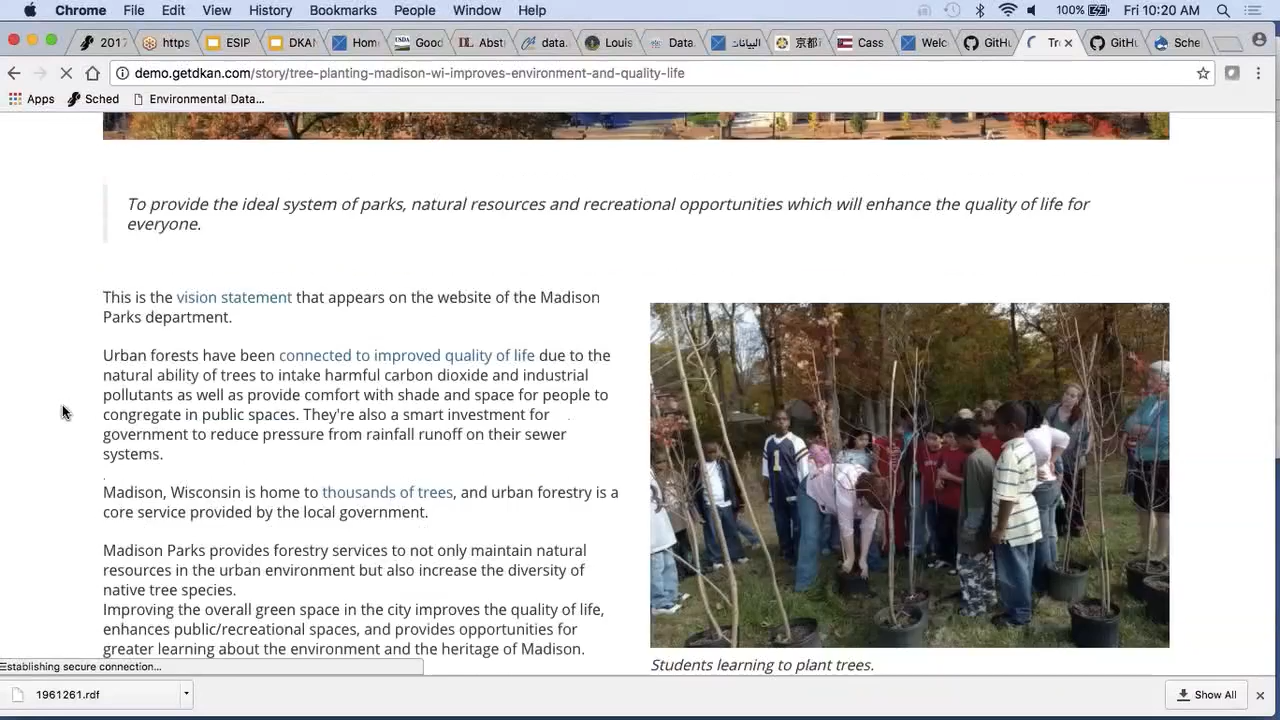 Chrome File Edit View History Bookmarks People Window Help 100% Fri 10:20 AM
2017 https ESIP DKA Hom Good Abst data. Louis Data. البيانات 京都 Cass Welc GitHu Tre GitHu Sche
demo.getdkan.com/story/tree-planting-madison-wi-improves-environment-and-quality-life
Apps Sched Environmental Data...
To provide the ideal system of parks, natural resources and recreational opportunities which will enhance the quality of life for
everyone.
This is the vision statement that appears on the website of the Madison
Parks department.
Urban forests have been connected to improved quality of life due to the
natural ability of trees to intake harmful carbon dioxide and industrial
pollutants as well as provide comfort with shade and space for people to
congregate in public spaces. They're also a smart investment for
government to reduce pressure from rainfall runoff on their sewer
systems.
Madison, Wisconsin is home to thousands of trees, and urban forestry is a
core service provided by the local government.
Madison Parks provides forestry services to not only maintain natural
resources in the urban environment but also increase the diversity of
native tree species.
Improving the overall green space in the city improves the quality of life,
enhances public/recreational spaces, and provides opportunities for
greater learning about the environment and the heritage of Madison.
Students learning to plant trees.
Establishing secure connection...
1961261.rdf Show All